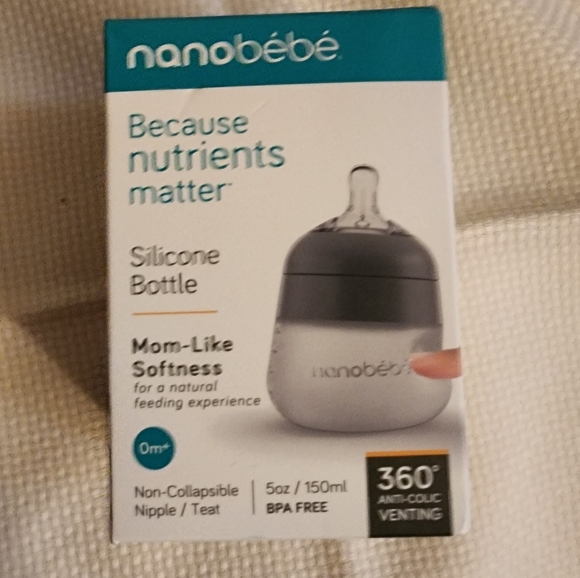 nanobébé
Because
nutrients
matter™
Silicone
Bottle
Mom-Like
Softness
for a natural
feeding experience
nanobébé
0m+
Non-Collapsible
Nipple / Teat
5oz / 150ml
BPA FREE
360°
ANTI-COLIC
VENTING